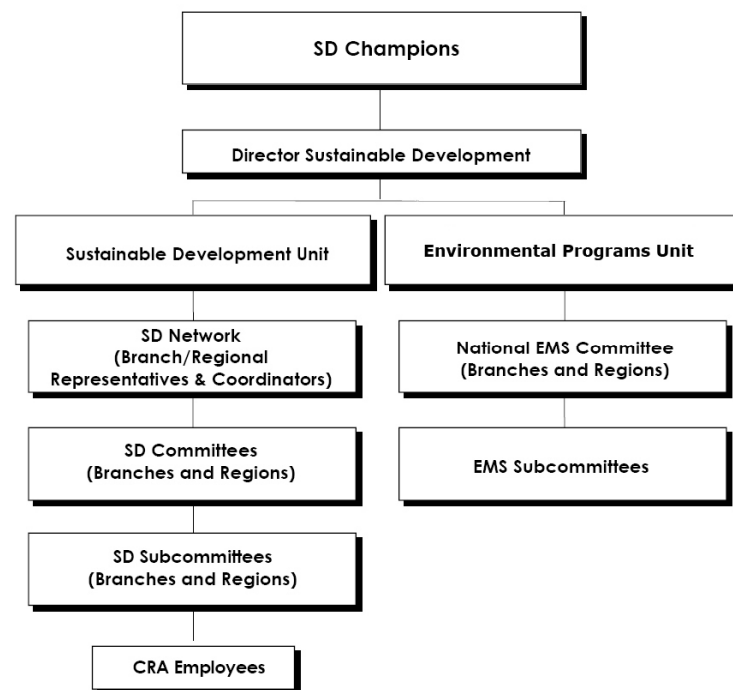 SD Champions
Director Sustainable Development
Sustainable Development Unit
Environmental Programs Unit
SD Network
(Branch/Regional
Representatives & Coordinators)
National EMS Committee
(Branches and Regions)
SD Committees
(Branches and Regions)
EMS Subcommittees
SD Subcommittees
(Branches and Regions)
CRA Employees